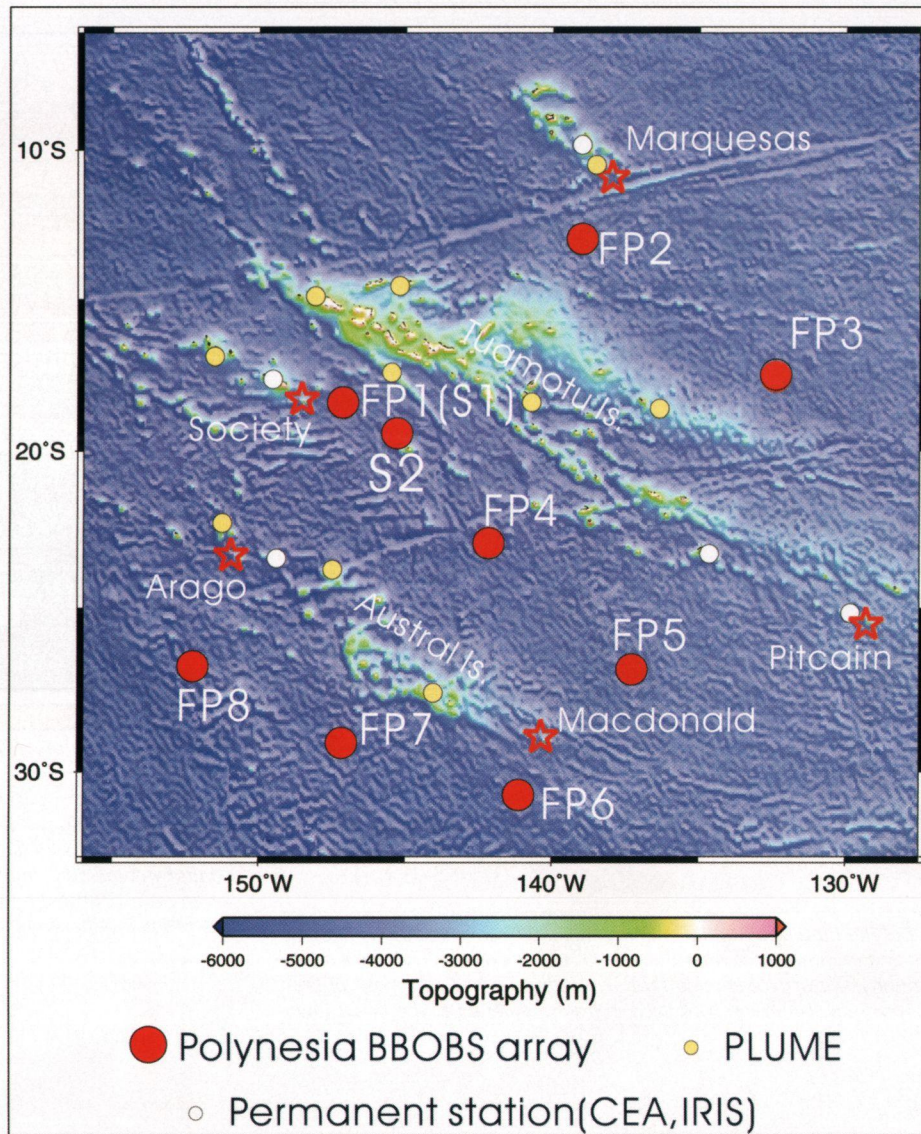 10°S
Marquesas
FP2
FP3
Tuamotu Is.
FP1(S1)
Society
20°S
S2
FP4
Arago
Austral Is.
FP5
Pitcairn
FP8
FP7
Macdonald
30°S
FP6
150°W 140°W 130°W
-6000 -5000 -4000 -3000 -2000 -1000 0 1000
Topography (m)
Polynesia BBOBS array PLUME
Permanent station(CEA,IRIS)